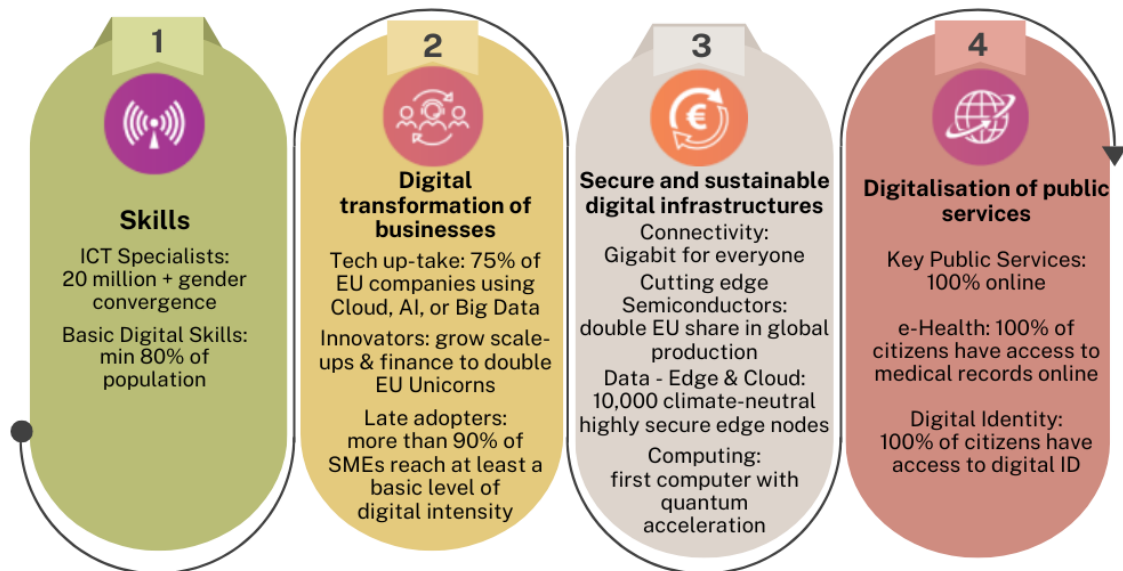 1
Skills
ICT Specialists:
20 million + gender
convergence
Basic Digital Skills:
min 80% of
population
2
Digital
transformation of
businesses
Tech up-take: 75% of
EU companies using
Cloud, AI, or Big Data
Innovators: grow scale-
ups & finance to double
EU Unicorns
Late adopters:
more than 90% of
SMEs reach at least a
basic level of
digital intensity
3
€
Secure and sustainable
digital infrastructures
Connectivity:
Gigabit for everyone
Cutting edge
Semiconductors:
double EU share in global
production
Data - Edge & Cloud:
10,000 climate-neutral
highly secure edge nodes
Computing:
first computer with
quantum
acceleration
4
Digitalisation of public
services
Key Public Services:
100% online
e-Health: 100% of
citizens have access to
medical records online
Digital Identity:
100% of citizens have
access to digital ID